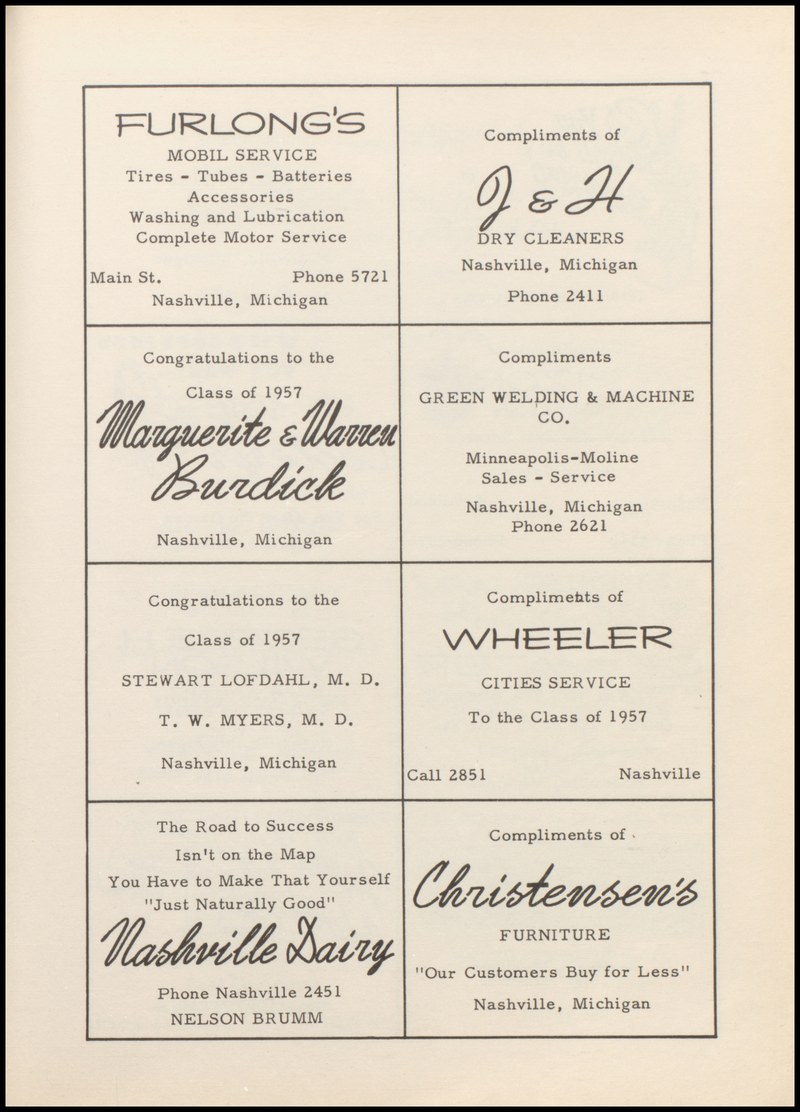 FURLONG'S
MOBIL SERVICE
Tires - Tubes - Batteries
Accessories
Washing and Lubrication
Complete Motor Service
Main St. Phone 5721
Nashville, Michigan
Compliments of
J & H
DRY CLEANERS
Nashville, Michigan
Phone 2411
Congratulations to the
Class of 1957
Marguerite & Warren
Burdick
Nashville, Michigan
Compliments
GREEN WELDING & MACHINE
CO.
Minneapolis-Moline
Sales - Service
Nashville, Michigan
Phone 2621
Congratulations to the
Class of 1957
STEWART LOFDAHL, M. D.
T. W. MYERS, M. D.
Nashville, Michigan
Compliments of
WHEELER
CITIES SERVICE
To the Class of 1957
Call 2851 Nashville
The Road to Success
Isn't on the Map
You Have to Make That Yourself
"Just Naturally Good"
Nashville Dairy
Phone Nashville 2451
NELSON BRUMM
Compliments of
Christensen's
FURNITURE
"Our Customers Buy for Less"
Nashville, Michigan